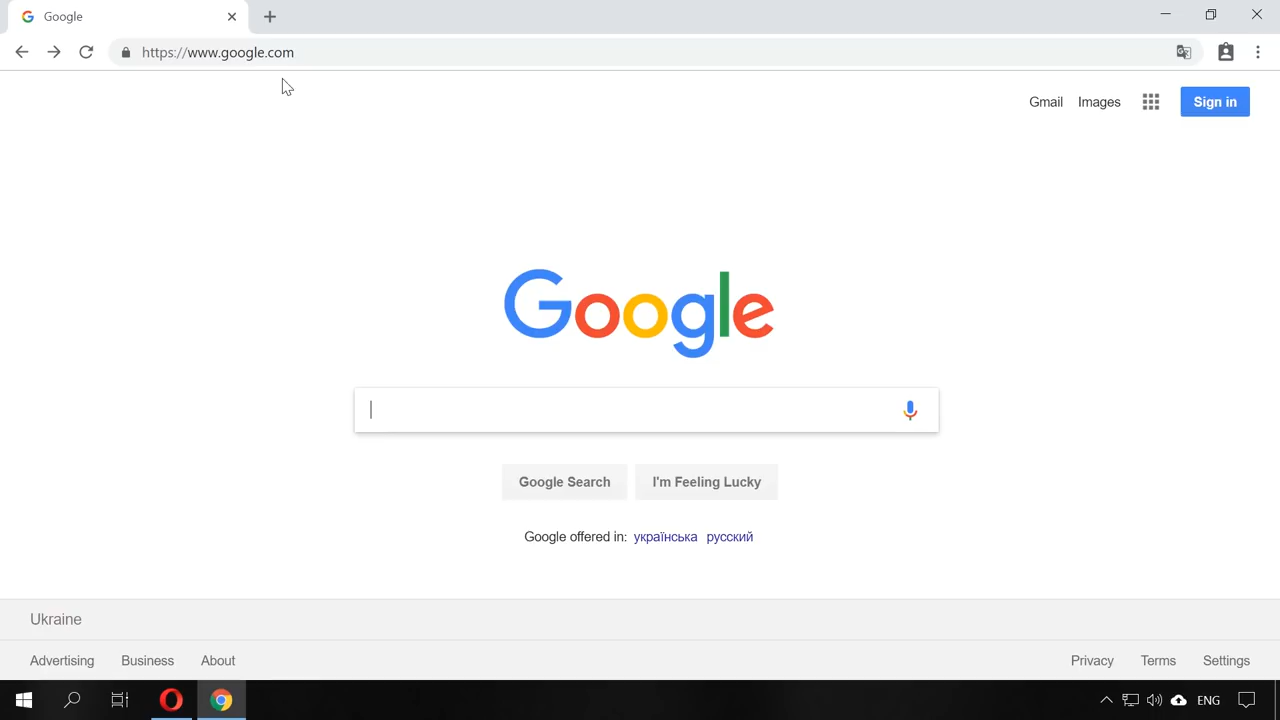 Google
https://www.google.com
Gmail Images Sign in
Google
Google Search I'm Feeling Lucky
Google offered in: українська русский
Ukraine
Advertising Business About Privacy Terms Settings
ENG